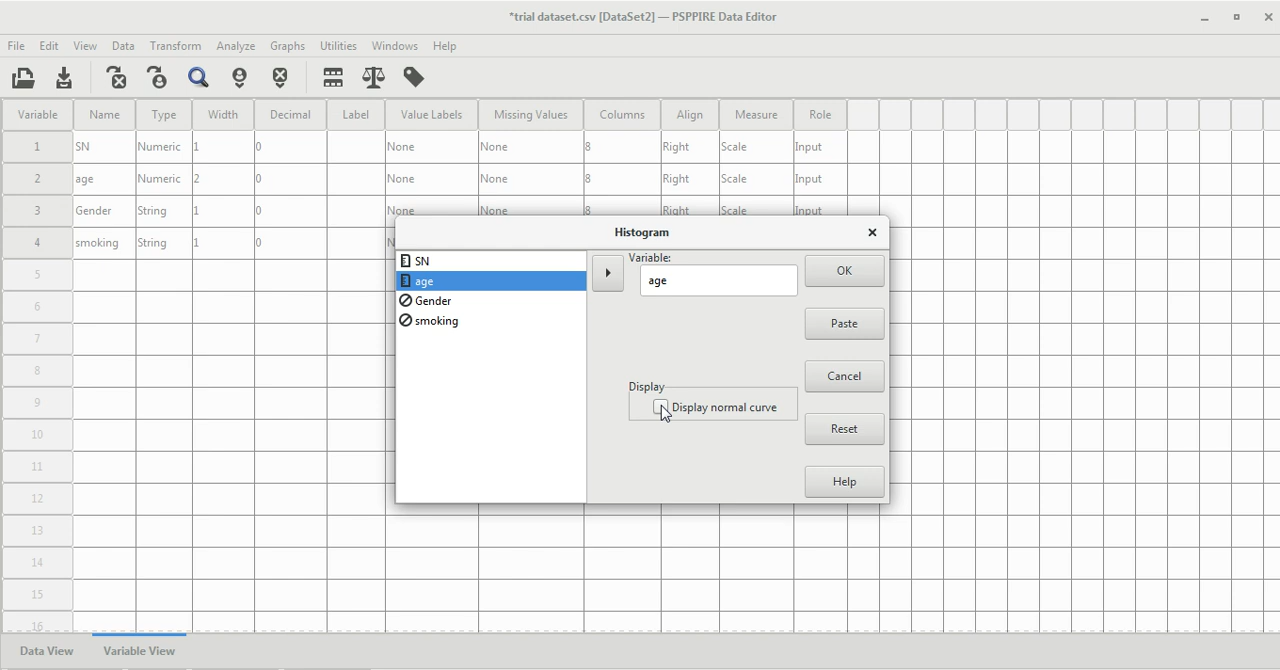 *trial dataset.csv [DataSet2] — PSPPIRE Data Editor
File Edit View Data Transform Analyze Graphs Utilities Windows Help
Variable Name Type Width Decimal Label Value Labels Missing Values Columns Align Measure Role
1 SN Numeric 1 0 None None 8 Right Scale Input
2 age Numeric 2 0 None None 8 Right Scale Input
3 Gender String 1 0 None None 8 Right Scale Input
4 smoking String 1 0 N
5
6
7
8
9
10
11
12
13
14
15
16
Histogram
SN
age
Gender
smoking
Variable:
age
Display
Display normal curve
OK
Paste
Cancel
Reset
Help
Data View Variable View